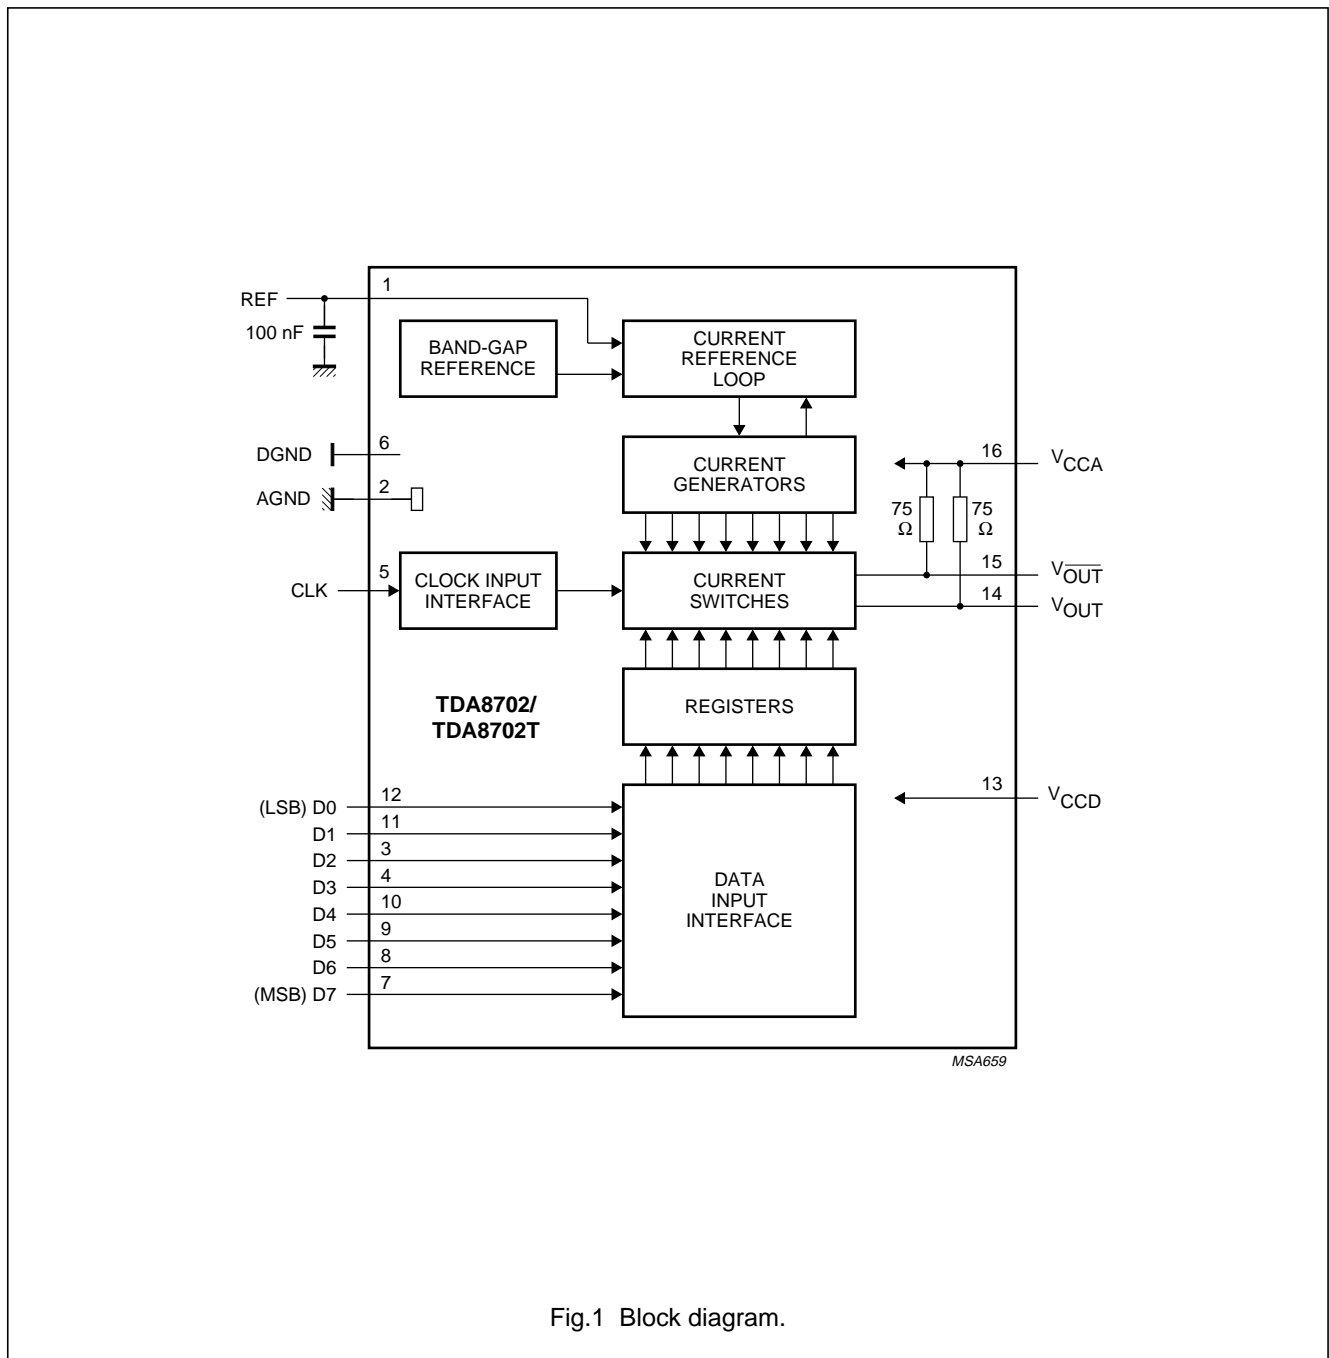 1
REF
100 nF
BAND-GAP
REFERENCE
CURRENT
REFERENCE
LOOP
6
DGND
2
AGND
CURRENT
GENERATORS
16
VCCA
75
Ω
75
Ω
5
CLK
CLOCK INPUT
INTERFACE
CURRENT
SWITCHES
15
VOUT
14
VOUT
TDA8702/
TDA8702T
REGISTERS
13
VCCD
12
(LSB) D0
11
D1
3
D2
4
D3
10
D4
9
D5
8
D6
7
(MSB) D7
DATA
INPUT
INTERFACE
MSA659
Fig.1 Block diagram.